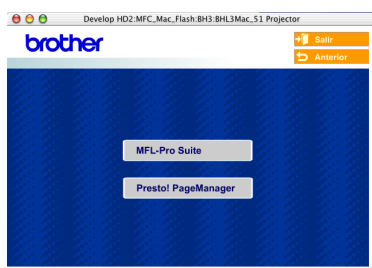 Develop HD2:MFC_Mac_Flash:BH3:BHL3Mac_51 Projector
brother
Salir
Anterior
MFL-Pro Suite
Presto! PageManager